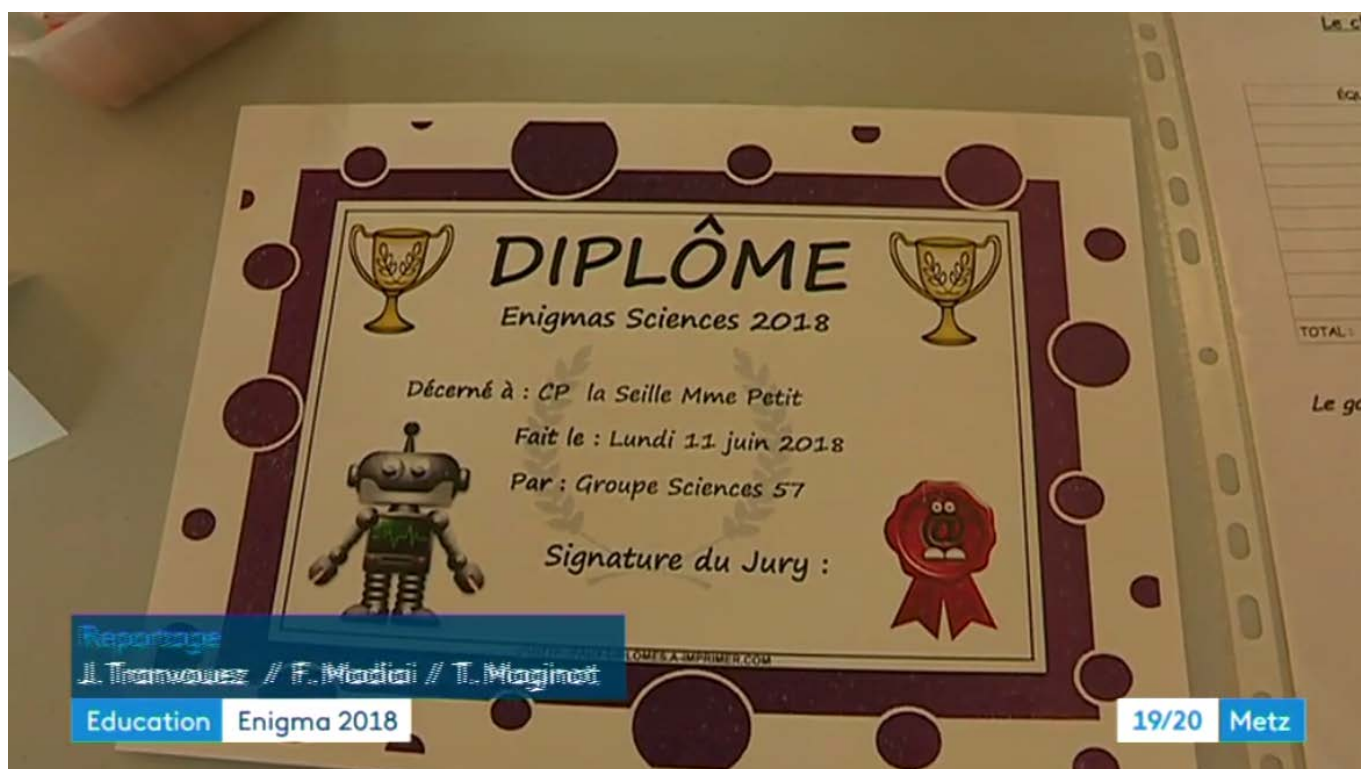 DIPLÔME
Enigmas Sciences 2018
Décerné à : CP la Seille Mme Petit
Fait le : Lundi 11 juin 2018
Par : Groupe Sciences 57
Signature du Jury :
TOTAL :
Reportage
J. Tranvouez / F. / T. Maginot
Education Enigma 2018
19/20 Metz